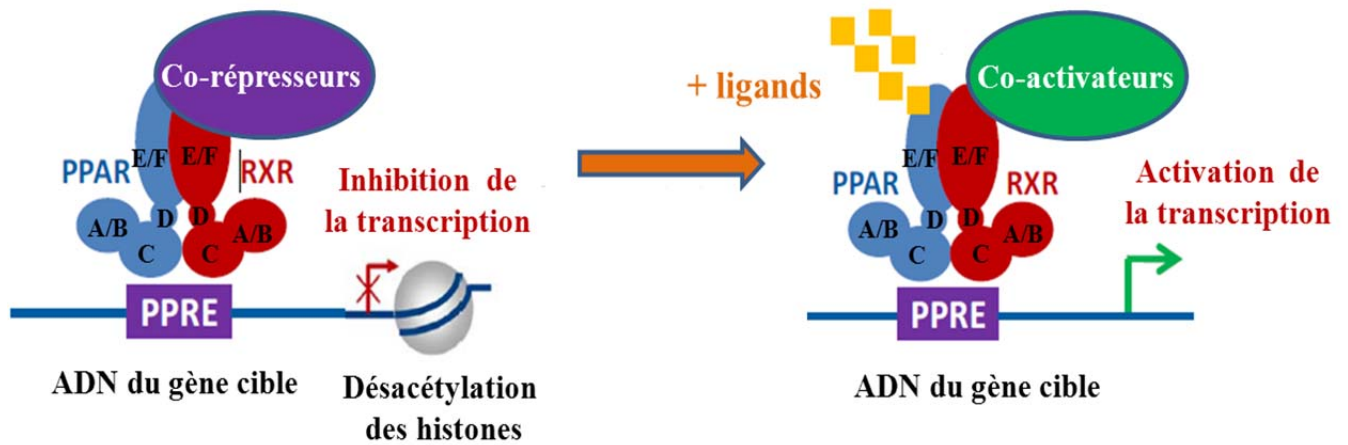 Co-répresseurs
E/F
E/F
PPAR
RXR
D
D
A/B
A/B
C
C
Inhibition de
la transcription
PPRE
ADN du gène cible
Désacétylation
des histones
+ ligands
Co-activateurs
E/F
E/F
PPAR
RXR
D
D
A/B
A/B
C
C
Activation de
la transcription
PPRE
ADN du gène cible